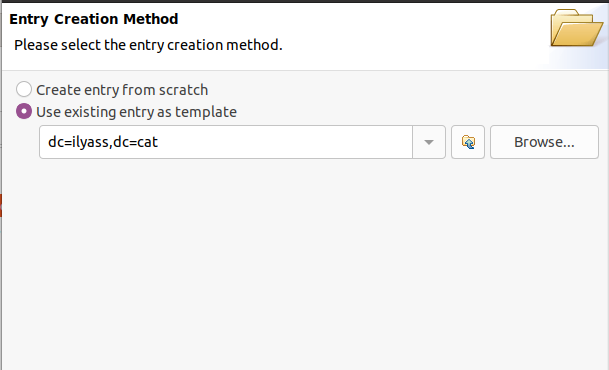 Entry Creation Method
Please select the entry creation method.
Create entry from scratch
Use existing entry as template
dc=ilyass,dc=cat
Browse...